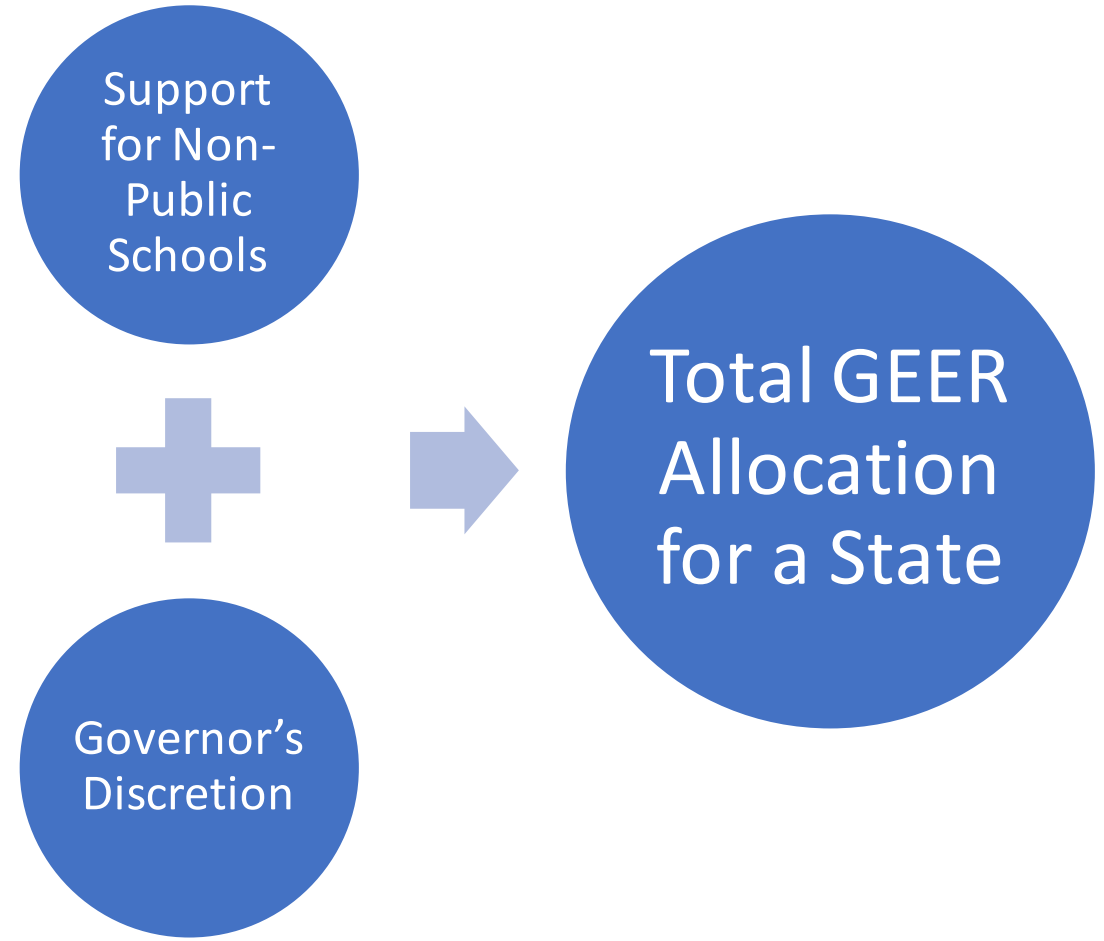 Support
for Non-
Public
Schools
Governor’s
Discretion
Total GEER
Allocation
for a State